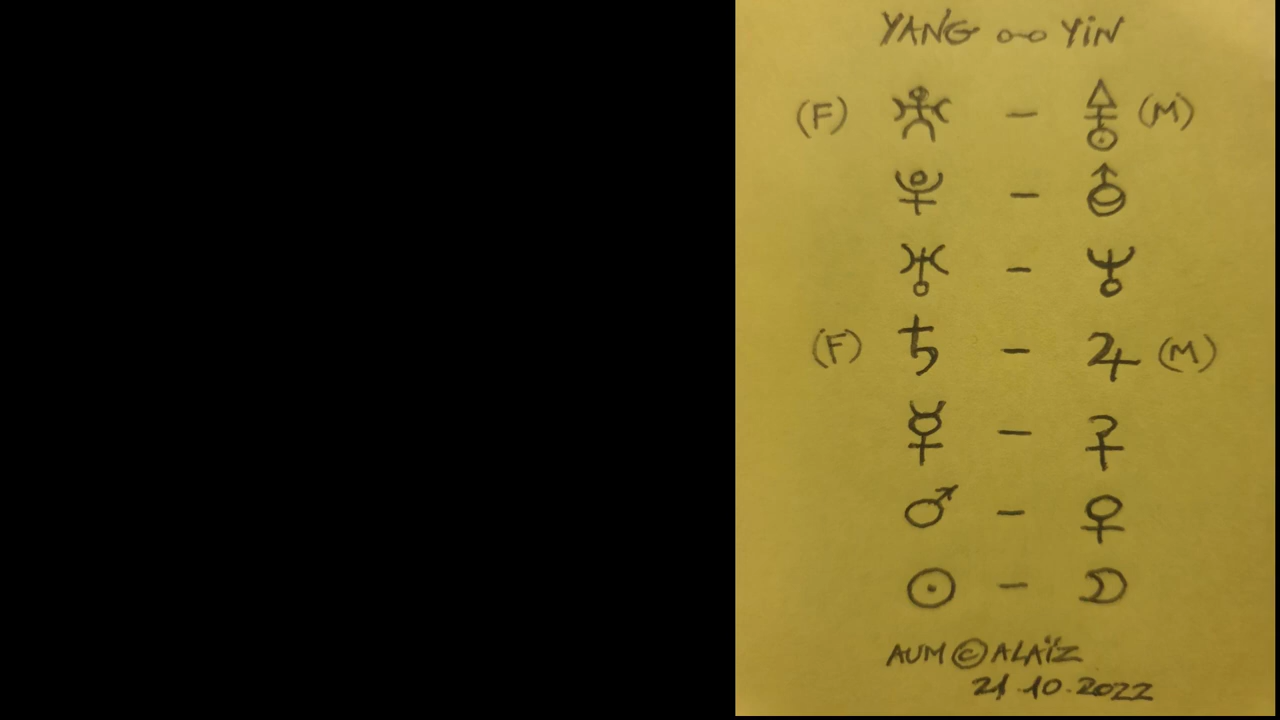 YANG o-o YiN
(F) - (M)
-
♅ -
(F) ♄ - ♃ (M)
☿ - ⚳
♂ - ♀
☉ - ☽
AUM © ALAÏZ
21.10.2022